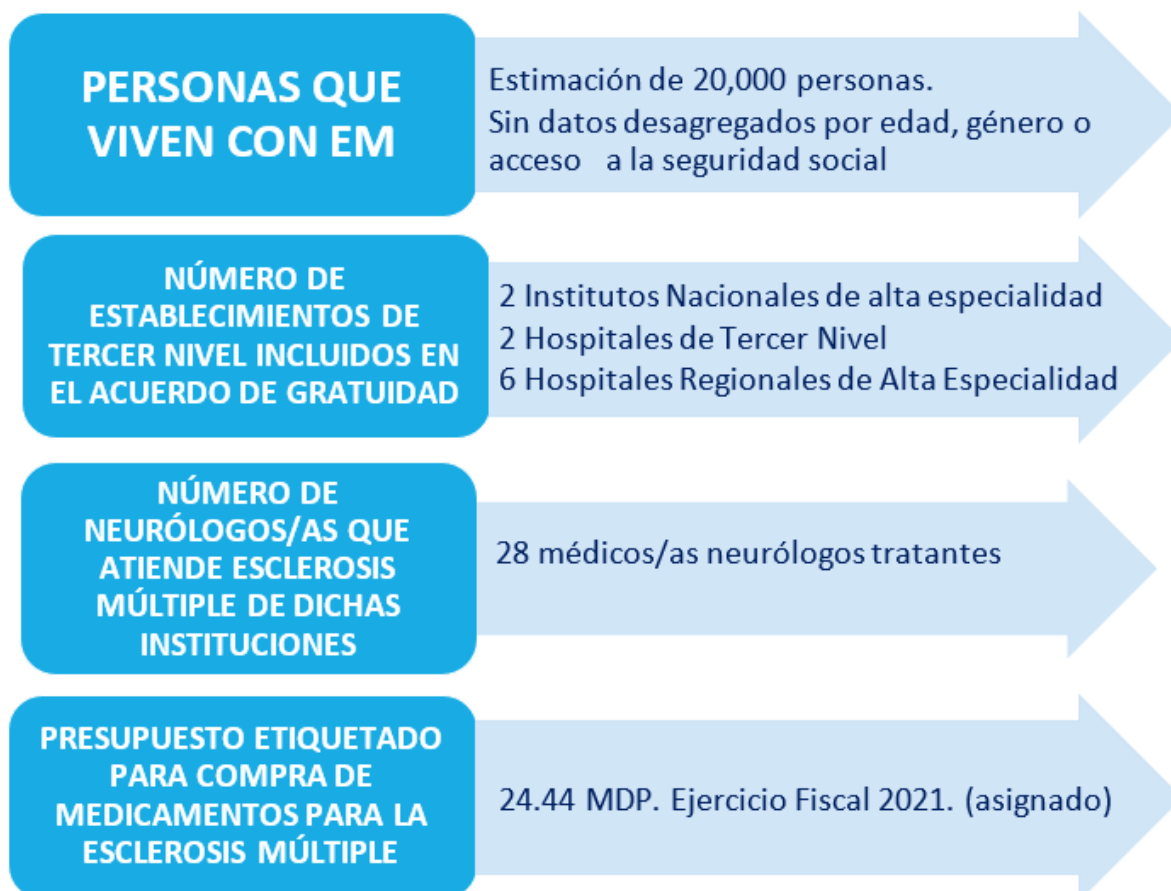 PERSONAS QUE
VIVEN CON EM
Estimación de 20,000 personas.
Sin datos desagregados por edad, género o
acceso a la seguridad social
NÚMERO DE
ESTABLECIMIENTOS DE
TERCER NIVEL INCLUIDOS EN
EL ACUERDO DE GRATUIDAD
2 Institutos Nacionales de alta especialidad
2 Hospitales de Tercer Nivel
6 Hospitales Regionales de Alta Especialidad
NÚMERO DE
NEURÓLOGOS/AS QUE
ATIENDE ESCLEROSIS
MÚLTIPLE DE DICHAS
INSTITUCIONES
28 médicos/as neurólogos tratantes
PRESUPUESTO ETIQUETADO
PARA COMPRA DE
MEDICAMENTOS PARA LA
ESCLEROSIS MÚLTIPLE
24.44 MDP. Ejercicio Fiscal 2021. (asignado)